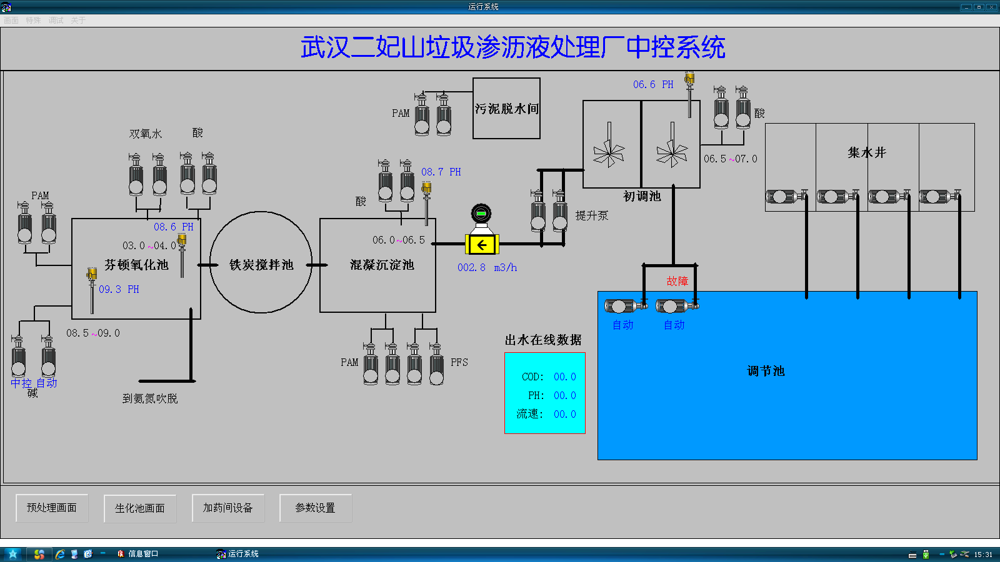 运行系统
画面 特殊 调试 关于
武汉二妃山垃圾渗沥液处理厂中控系统
06.6 PH
污泥脱水间
PAM
酸
双氧水
酸
06.5~07.0
集水井
08.7 PH
PAM
酸
初调池
提升泵
08.6 PH
03.0~04.0
06.0~06.5
芬顿氧化池
铁炭搅拌池
混凝沉淀池
002.8 m3/h
故障
09.3 PH
自动
自动
08.5~09.0
出水在线数据
PAM
PFS
调节池
COD: 00.0
PH: 00.0
流速: 00.0
中控 自动
碱
到氨氮吹脱
预处理画面
生化池画面
加药间设备
参数设置
信息窗口
运行系统
15:31